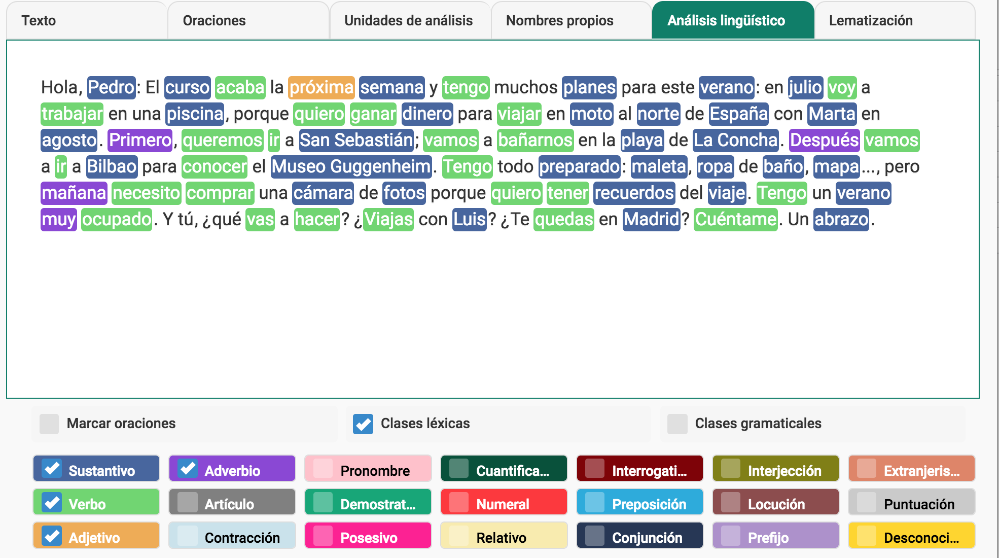 Texto Oraciones Unidades de análisis Nombres propios Análisis lingüístico Lematización
Hola, Pedro: El curso acaba la próxima semana y tengo muchos planes para este verano: en julio voy a
trabajar en una piscina, porque quiero ganar dinero para viajar en moto al norte de España con Marta en
agosto. Primero, queremos ir a San Sebastián; vamos a bañarnos en la playa de La Concha. Después vamos
a ir a Bilbao para conocer el Museo Guggenheim. Tengo todo preparado: maleta, ropa de baño, mapa..., pero
mañana necesito comprar una cámara de fotos porque quiero tener recuerdos del viaje. Tengo un verano
muy ocupado. Y tú, ¿qué vas a hacer? ¿Viajas con Luis? ¿Te quedas en Madrid? Cuéntame. Un abrazo.
Marcar oraciones Clases léxicas Clases gramaticales
Sustantivo Adverbio Pronombre Cuantifica... Interrogati... Interjección Extranjeris...
Verbo Artículo Demostrat... Numeral Preposición Locución Puntuación
Adjetivo Contracción Posesivo Relativo Conjunción Prefijo Desconoci...